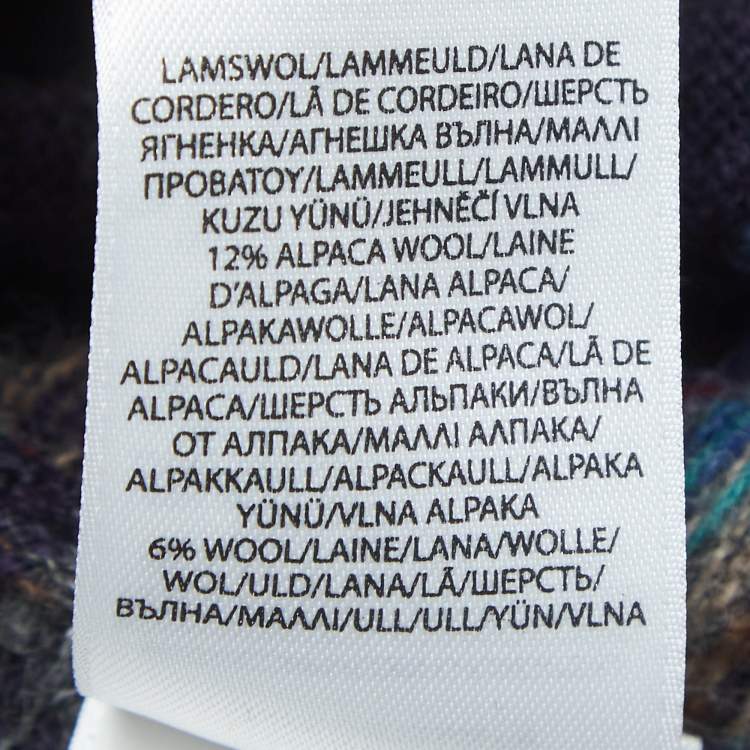 LAMSWOL/LAMMEULD/LANA DE
CORDERO/LÃ DE CORDEIRO/ШЕРСТЬ
ЯГНЕНКА/АГНЕШКА ВЪЛНА/ΜΑΛΛΙ
ΠΡΟΒΑΤΟΥ/LAMMEULL/LAMMULL/
KUZU YÜNÜ/JEHNĚČÍ VLNA
12% ALPACA WOOL/LAINE
D'ALPAGA/LANA ALPACA/
ALPAKAWOLLE/ALPACAWOL/
ALPACAULD/LANA DE ALPACA/LÃ DE
ALPACA/ШЕРСТЬ АЛЬПАКИ/ВЪЛНА
ОТ АЛПАКА/ΜΑΛΛΙ ΑΛΠΑΚΑ/
ALPAKKAULL/ALPACKAULL/ALPAKA
YÜNÜ/VLNA ALPAKA
6% WOOL/LAINE/LANA/WOLLE/
WOL/ULD/LANA/LÃ/ШЕРСТЬ/
ВЪЛНА/ΜΑΛΛΙ/ULL/ULL/YÜN/VLNA